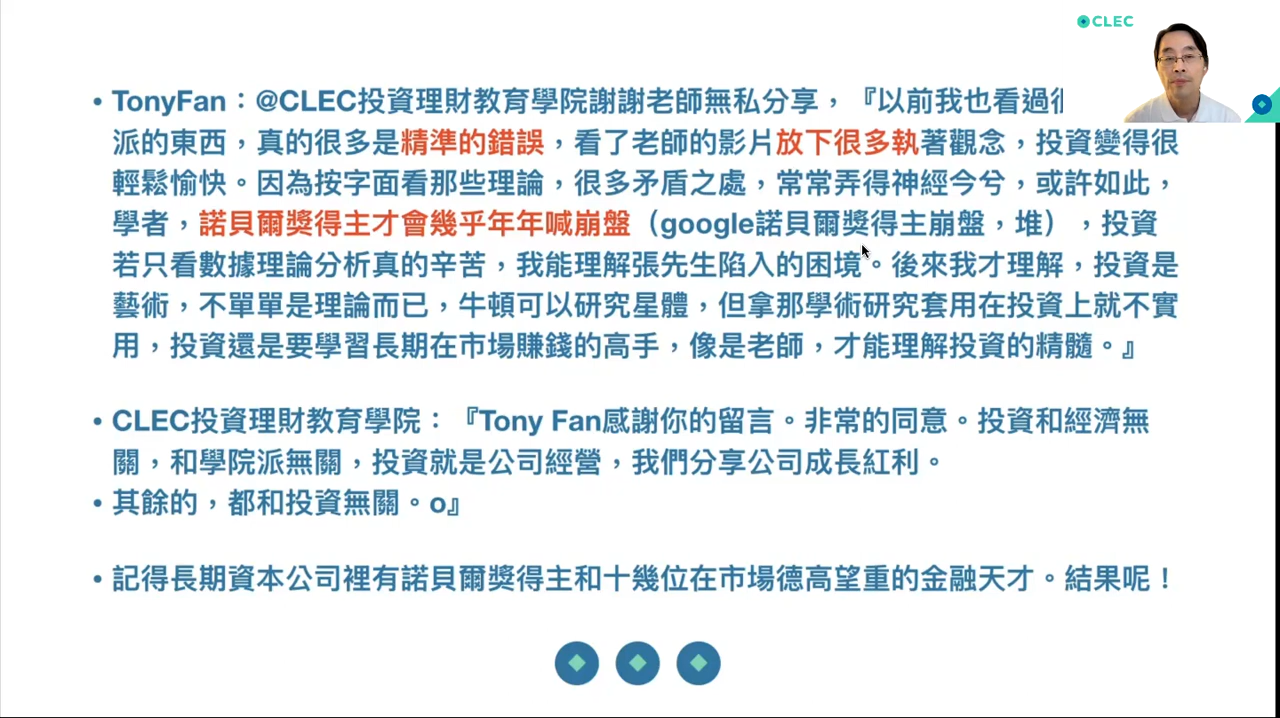 CLEC
• TonyFan：@CLEC投資理財教育學院謝謝老師無私分享，『以前我也看過很
派的東西，真的很多是精準的錯誤，看了老師的影片放下很多執著觀念，投資變得很
輕鬆愉快。因為按字面看那些理論，很多矛盾之處，常常弄得神經今兮，或許如此，
學者，諾貝爾獎得主才會幾乎年年喊崩盤（google諾貝爾獎得主崩盤，堆），投資
若只看數據理論分析真的辛苦，我能理解張先生陷入的困境。後來我才理解，投資是
藝術，不單單是理論而已，牛頓可以研究星體，但拿那學術研究套用在投資上就不實
用，投資還是要學習長期在市場賺錢的高手，像是老師，才能理解投資的精髓。』
• CLEC投資理財教育學院：『Tony Fan感謝你的留言。非常的同意。投資和經濟無
關，和學院派無關，投資就是公司經營，我們分享公司成長紅利。
• 其餘的，都和投資無關。o』
• 記得長期資本公司裡有諾貝爾獎得主和十幾位在市場德高望重的金融天才。結果呢！